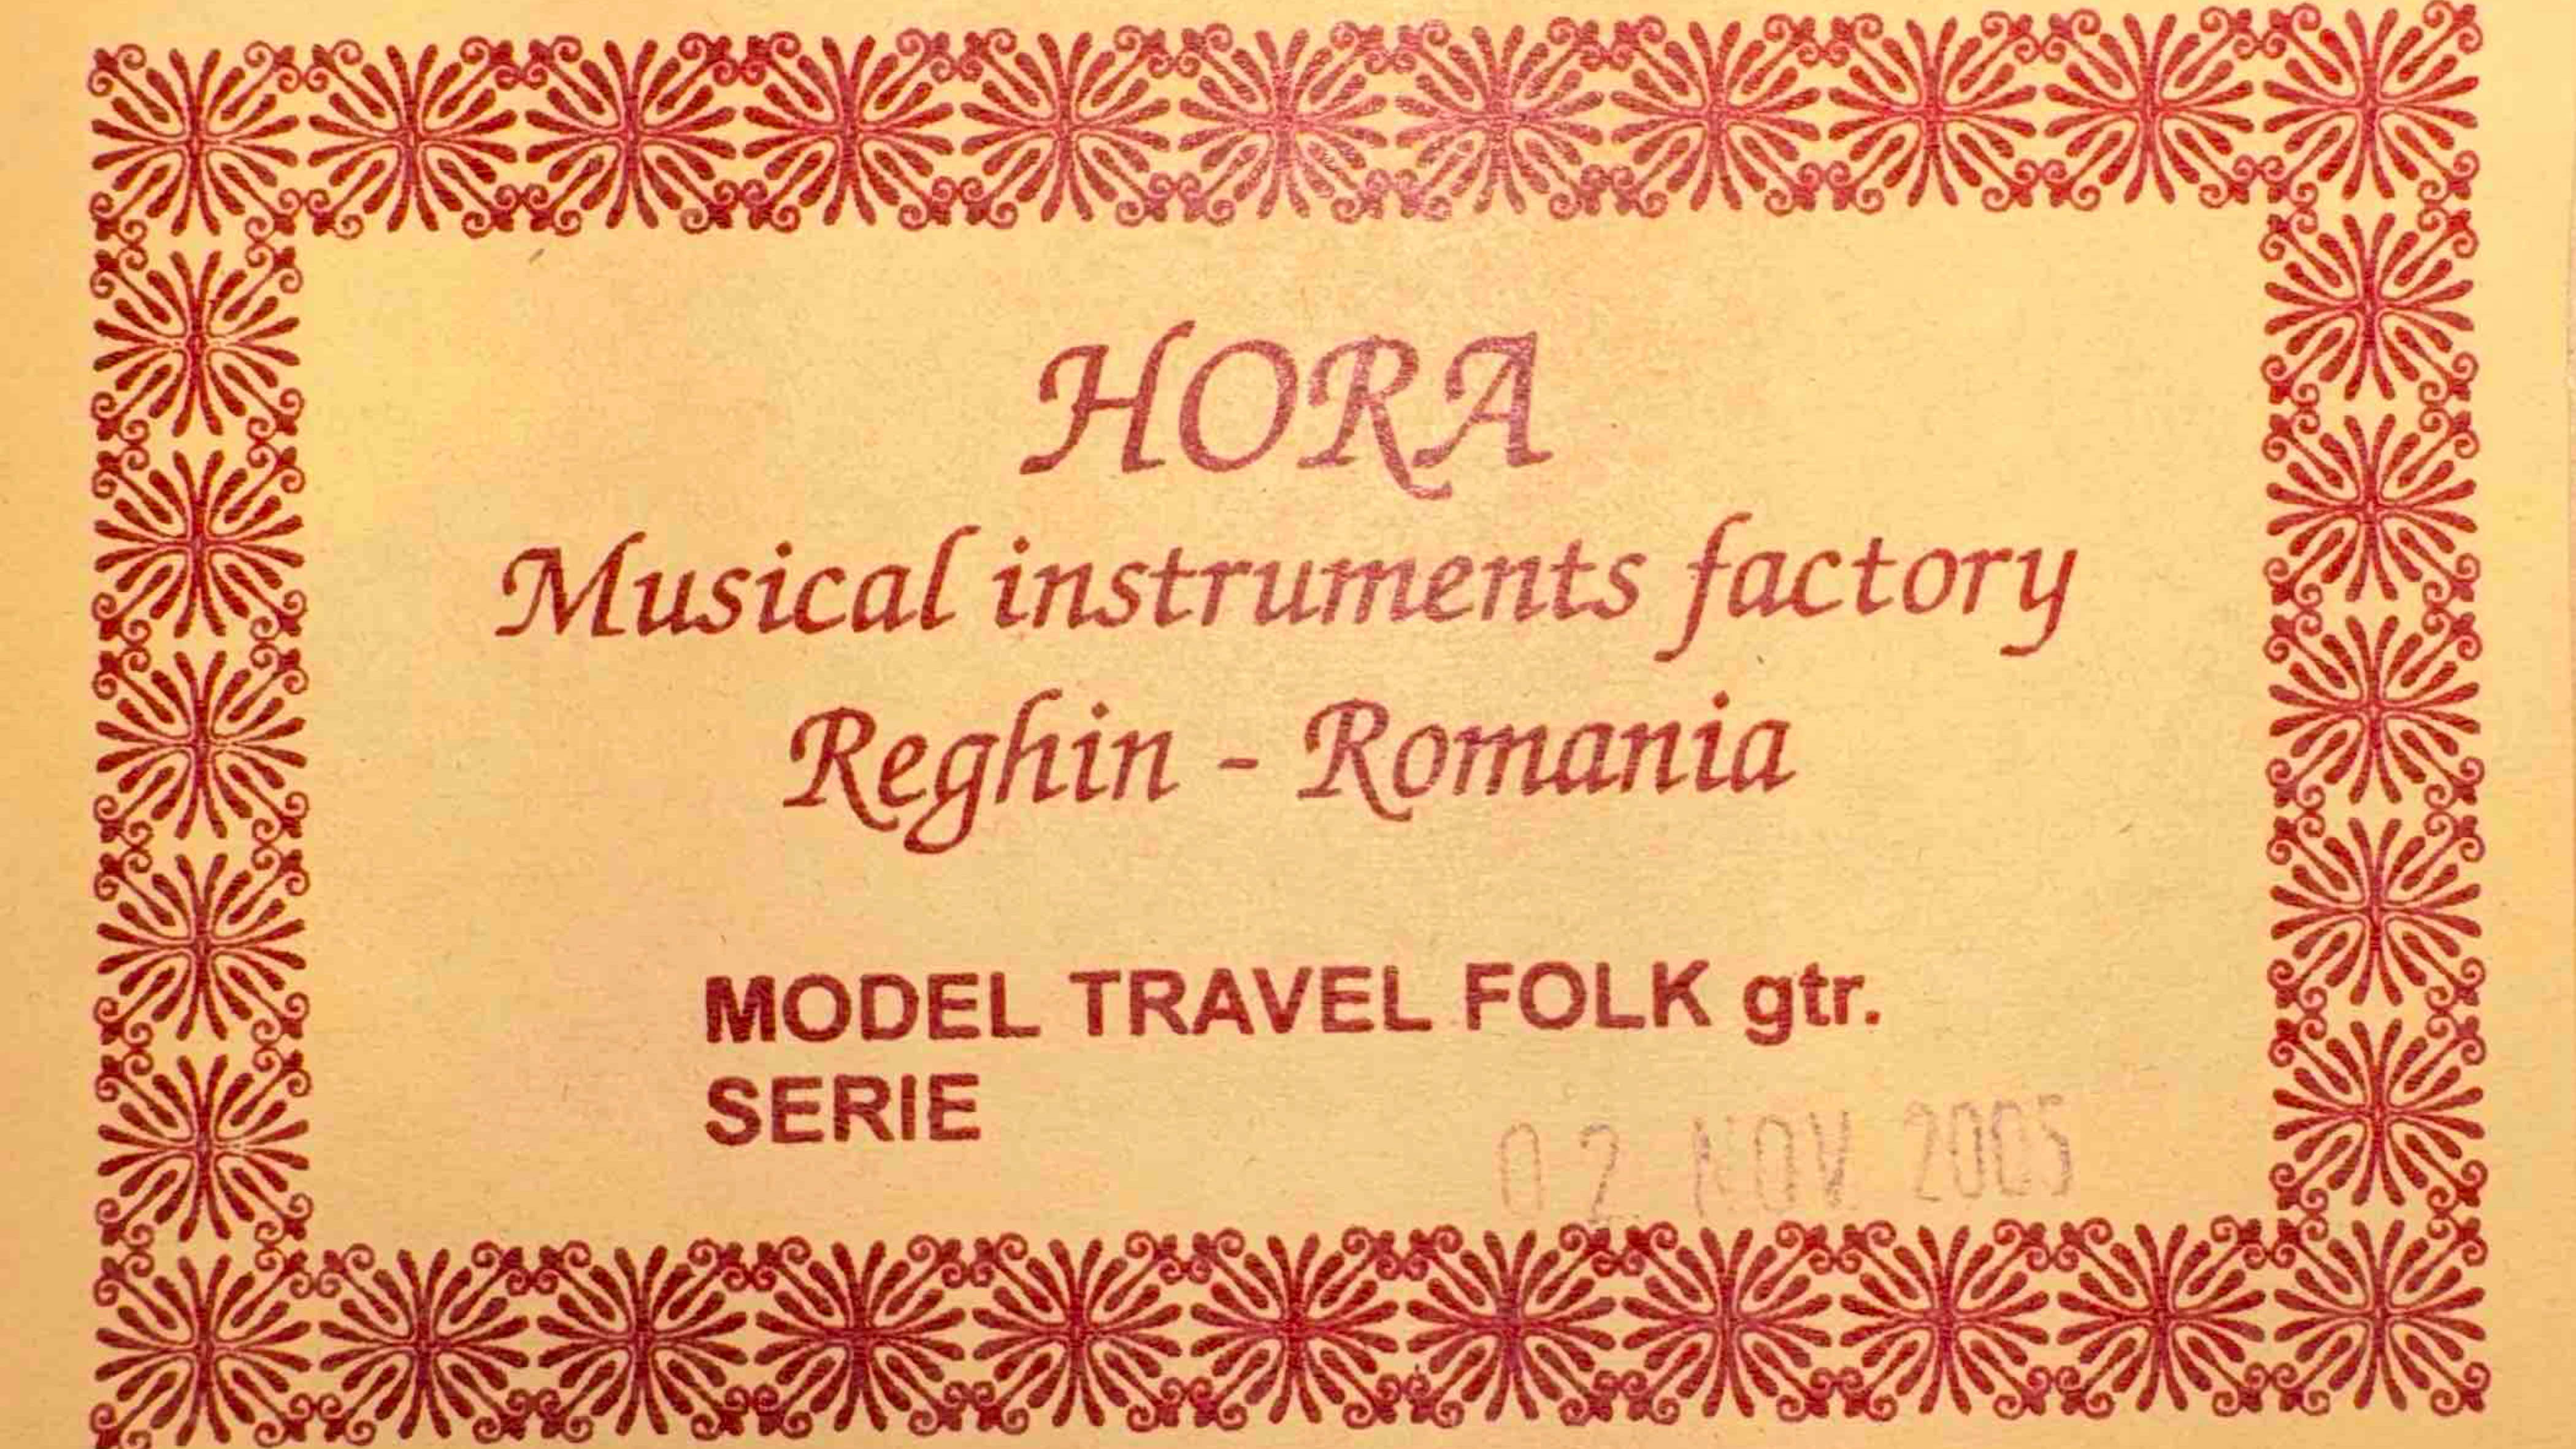 HORA
Musical instruments factory
Reghin - Romania
MODEL TRAVEL FOLK gtr.
SERIE
02 NOV 2005